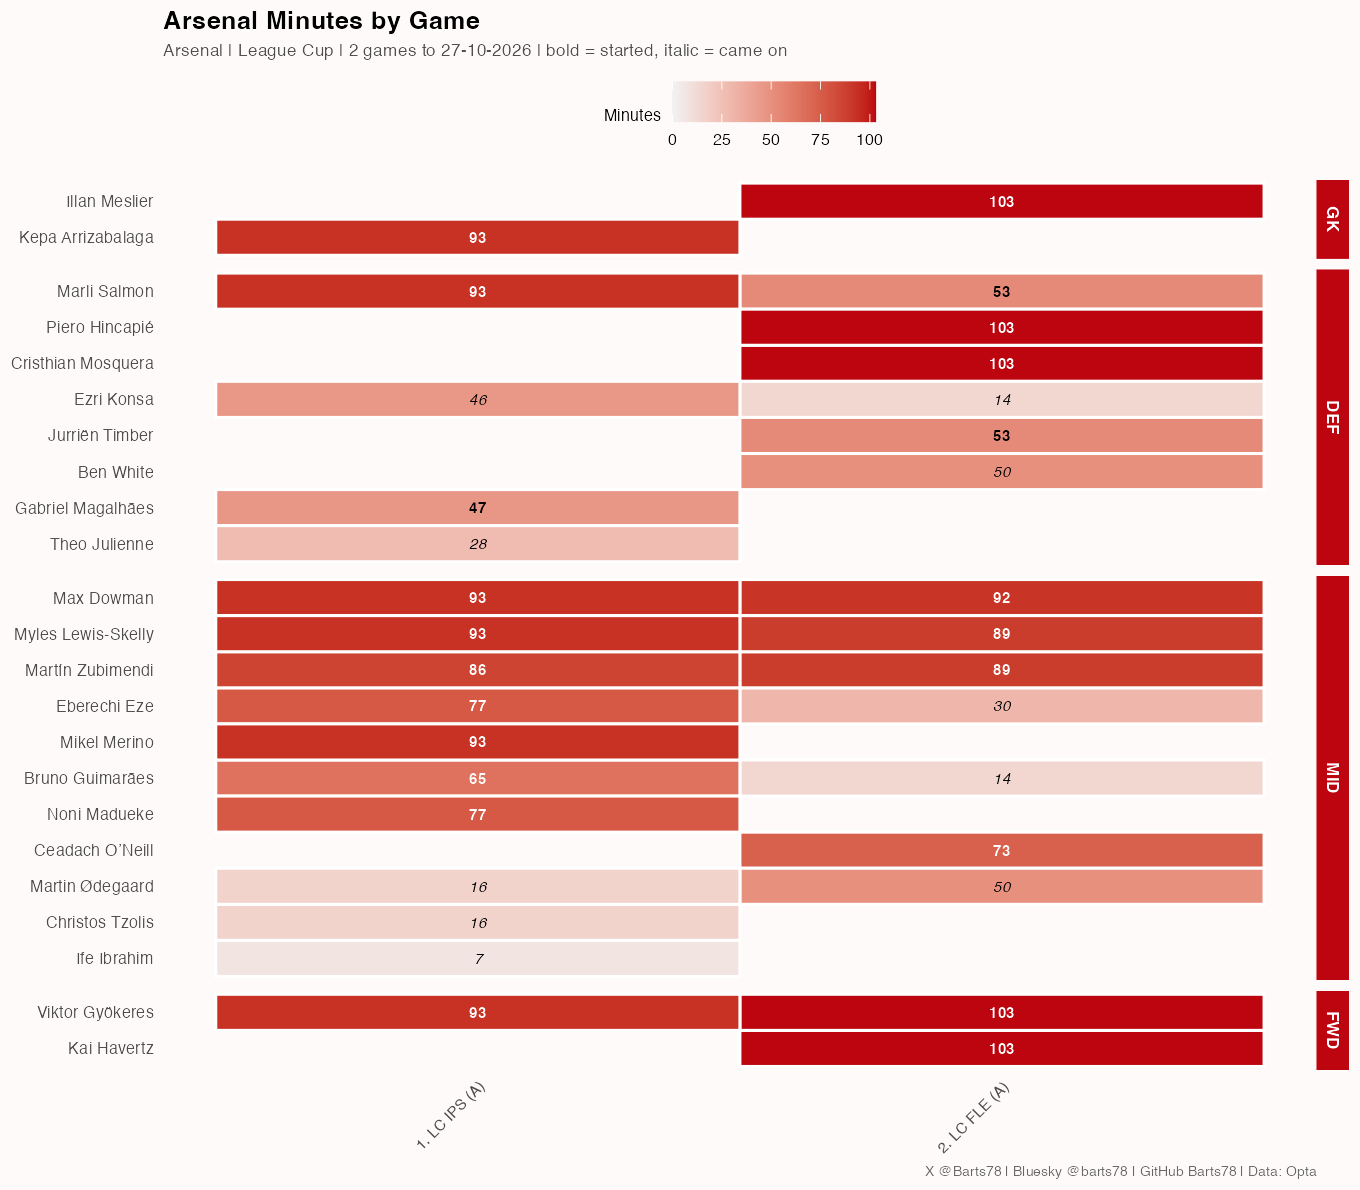 Arsenal Minutes by Game
Arsenal | League Cup | 2 games to 27-10-2026 | bold = started, italic = came on
Minutes
0 25 50 75 100
Illan Meslier 103
Kepa Arrizabalaga 93
GK
Marli Salmon 93 53
Piero Hincapié 103
Cristhian Mosquera 103
Ezri Konsa 46 14
Jurriën Timber 53
Ben White 50
Gabriel Magalhães 47
Theo Julienne 28
DEF
Max Dowman 93 92
Myles Lewis-Skelly 93 89
Martín Zubimendi 86 89
Eberechi Eze 77 30
Mikel Merino 93
Bruno Guimarães 65 14
Noni Madueke 77
Ceadach O'Neill 73
Martin Ødegaard 16 50
Christos Tzolis 16
Ife Ibrahim 7
MID
Viktor Gyökeres 93 103
Kai Havertz 103
FWD
1. LC IPS (A) 2. LC FLE (A)
X @Barts78 | Bluesky @barts78 | GitHub Barts78 | Data: Opta